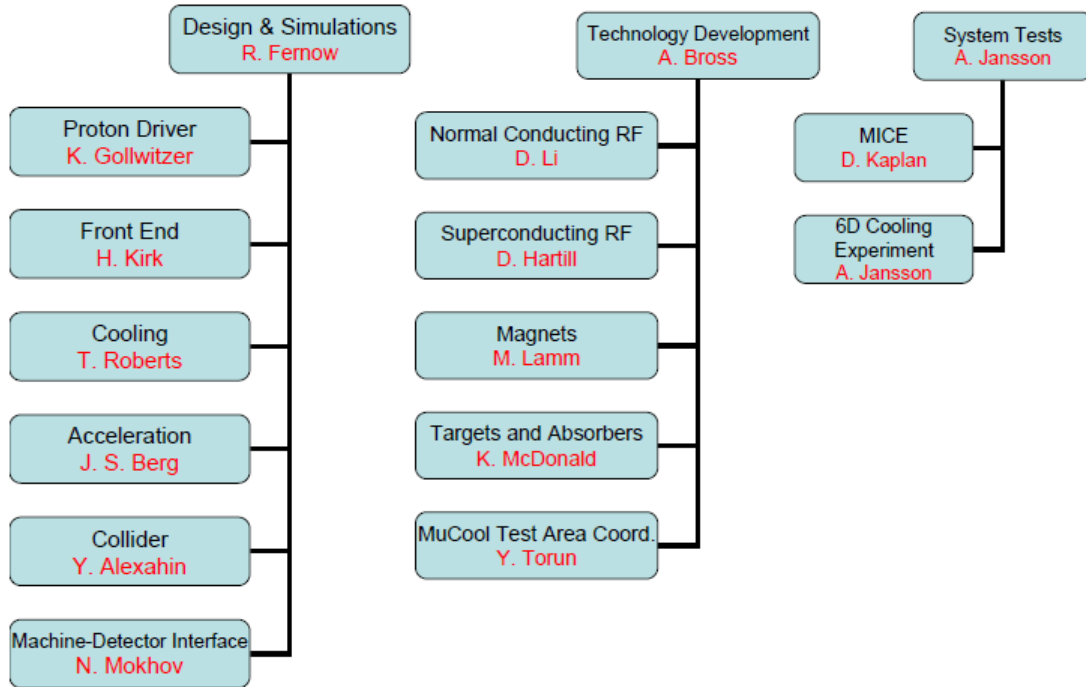 Design & Simulations
R. Fernow
Proton Driver
K. Gollwitzer
Front End
H. Kirk
Cooling
T. Roberts
Acceleration
J. S. Berg
Collider
Y. Alexahin
Machine-Detector Interface
N. Mokhov
Technology Development
A. Bross
Normal Conducting RF
D. Li
Superconducting RF
D. Hartill
Magnets
M. Lamm
Targets and Absorbers
K. McDonald
MuCool Test Area Coord.
Y. Torun
System Tests
A. Jansson
MICE
D. Kaplan
6D Cooling
Experiment
A. Jansson